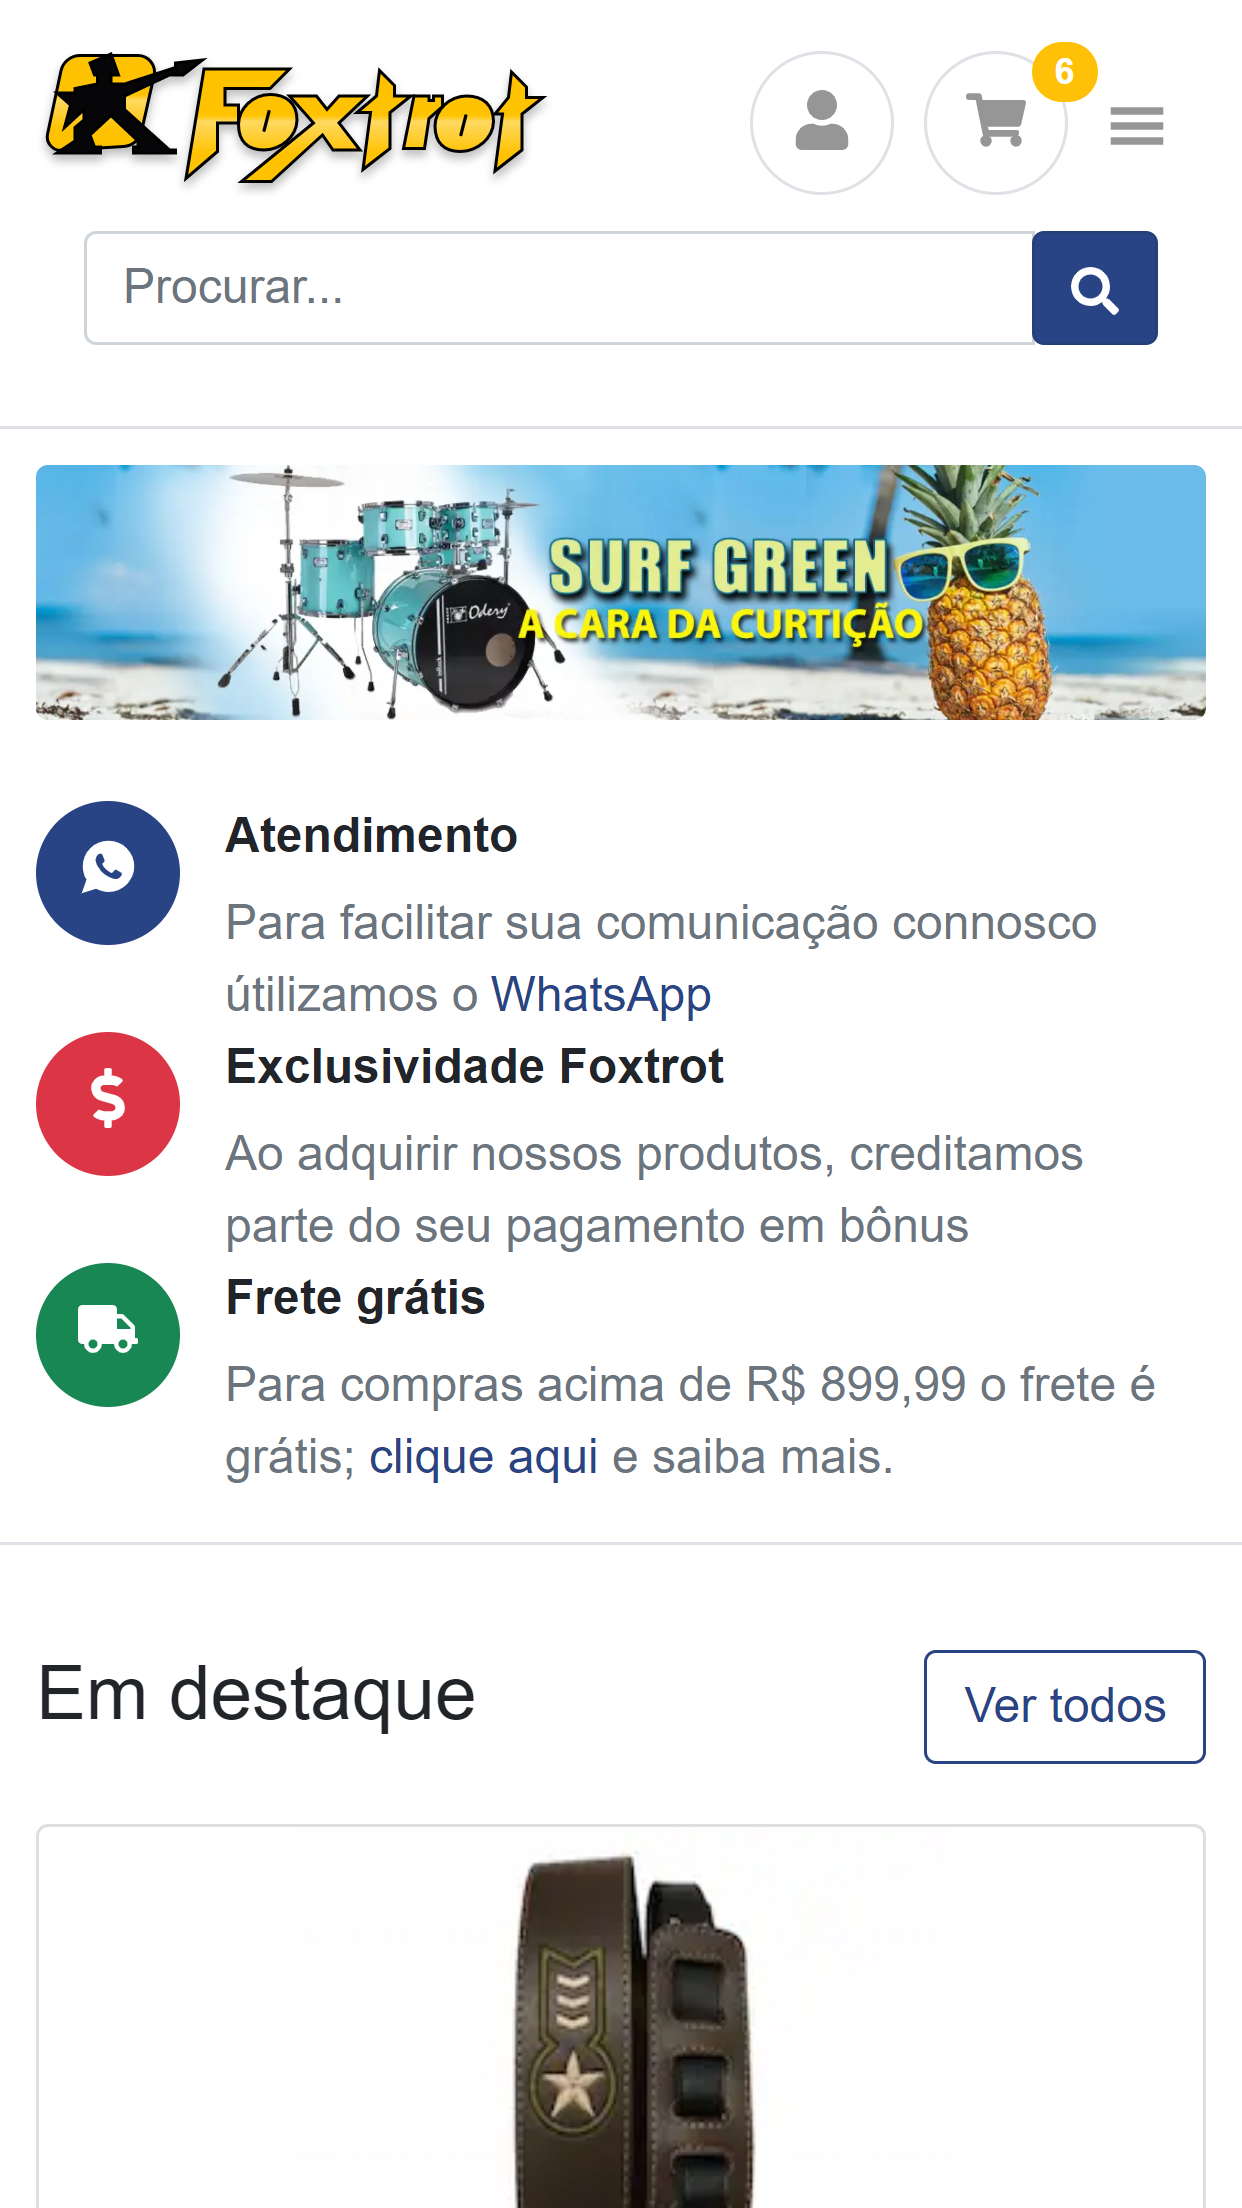 Foxtrot
6
Procurar...
SURF GREEN
A CARA DA CURTIÇÃO
Odery
Atendimento
Para facilitar sua comunicação connosco
útilizamos o WhatsApp
Exclusividade Foxtrot
Ao adquirir nossos produtos, creditamos
parte do seu pagamento em bônus
Frete grátis
Para compras acima de R$ 899,99 o frete é
grátis; clique aqui e saiba mais.
Em destaque
Ver todos